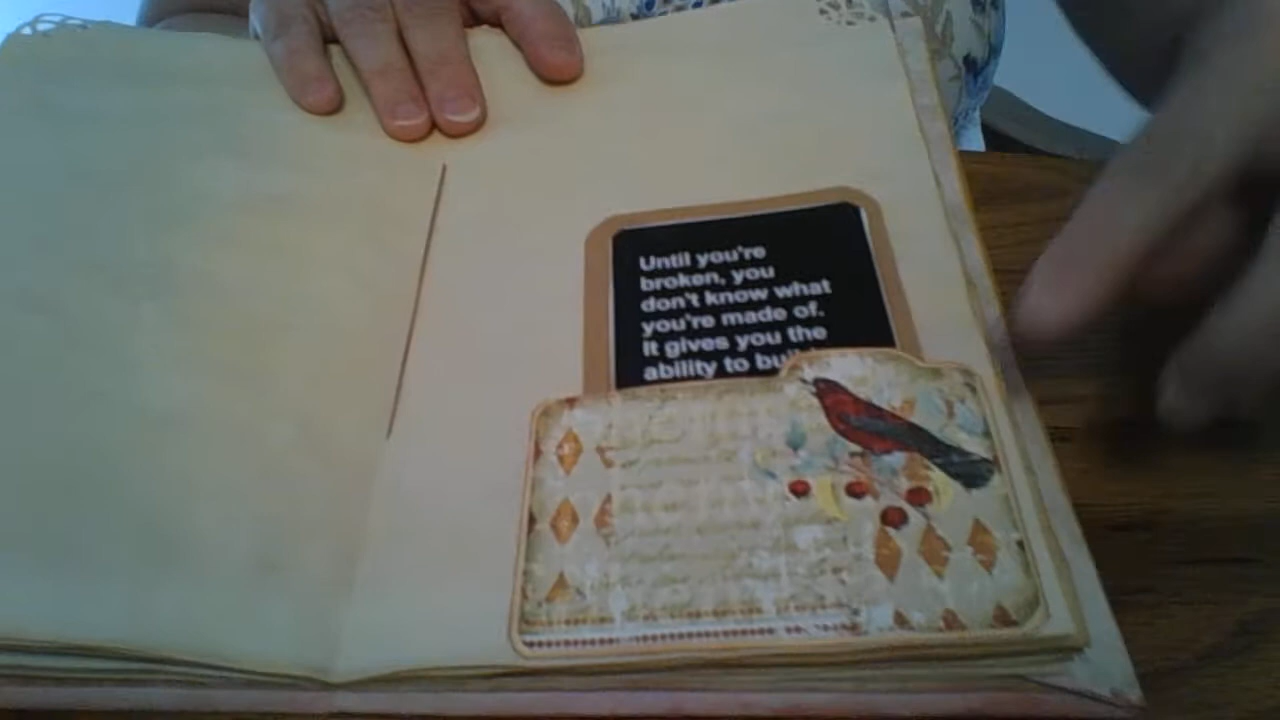 Until you're
broken, you
don't know what
you're made of.
It gives you the
ability to